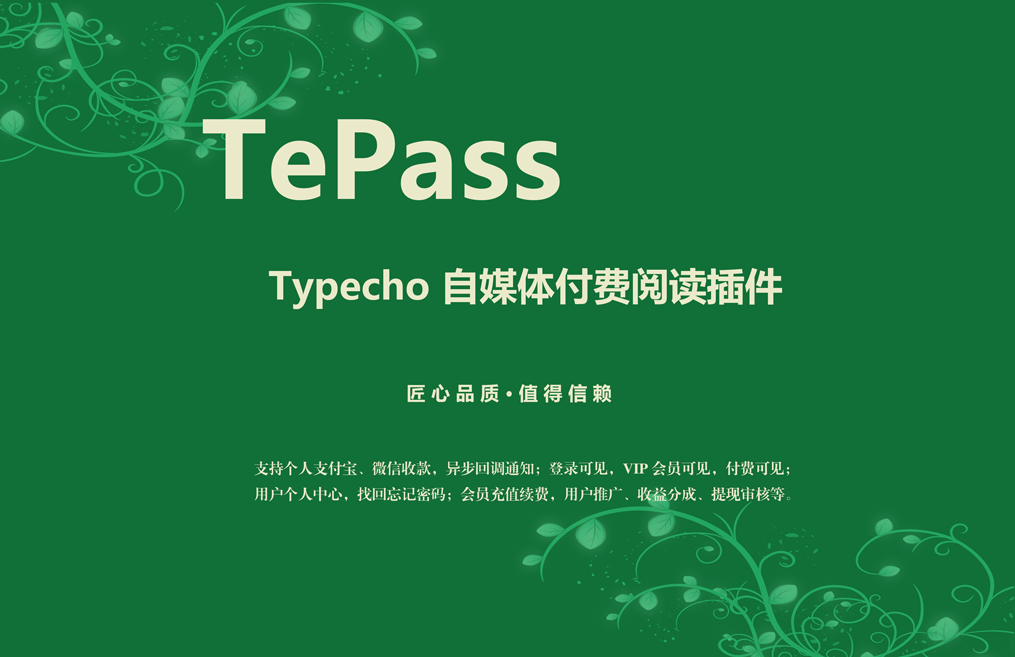 TePass
Typecho 自媒体付费阅读插件
匠心品质·值得信赖
支持个人支付宝、微信收款，异步回调通知；登录可见，VIP 会员可见，付费可见；
用户个人中心，找回忘记密码；会员充值续费，用户推广、收益分成、提现审核等。